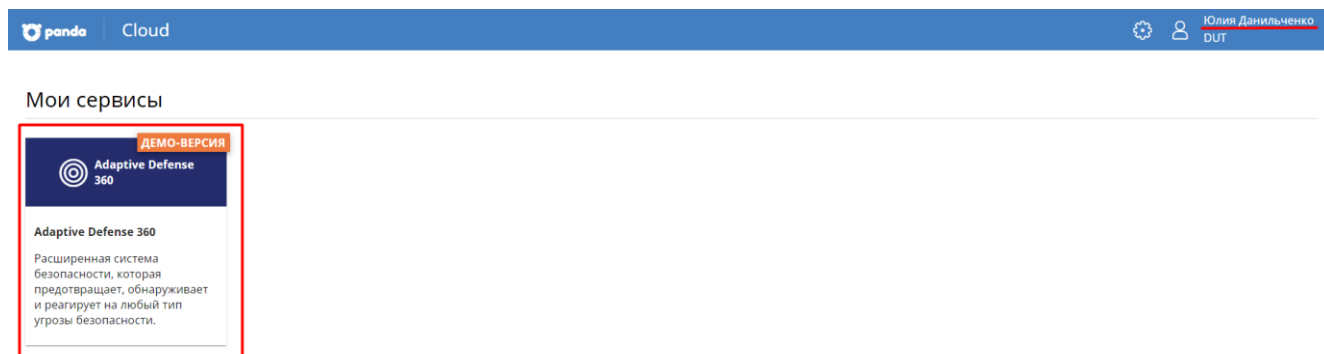 panda Cloud
Юлия Данильченко
DUT
Мои сервисы
ДЕМО-ВЕРСИЯ
Adaptive Defense
360
Adaptive Defense 360
Расширенная система
безопасности, которая
предотвращает, обнаруживает
и реагирует на любый тип
угрозы безопасности.